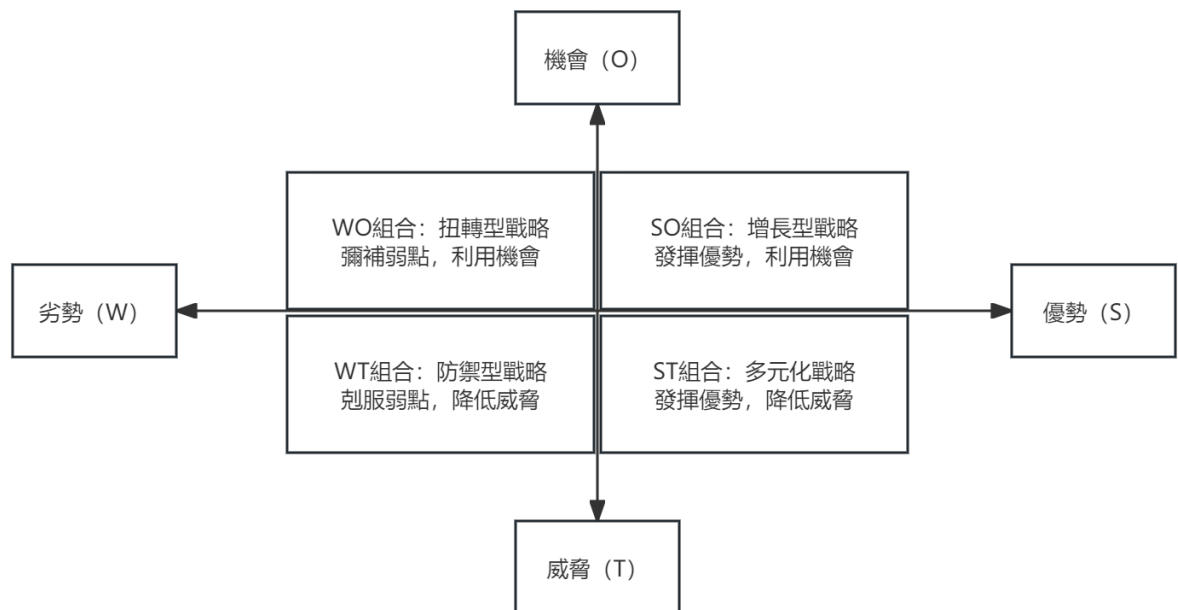 機會（O）
WO組合：扭轉型戰略
彌補弱點，利用機會
SO組合：增長型戰略
發揮優勢，利用機會
劣勢（W）
優勢（S）
WT組合：防禦型戰略
剋服弱點，降低威脅
ST組合：多元化戰略
發揮優勢，降低威脅
威脅（T）